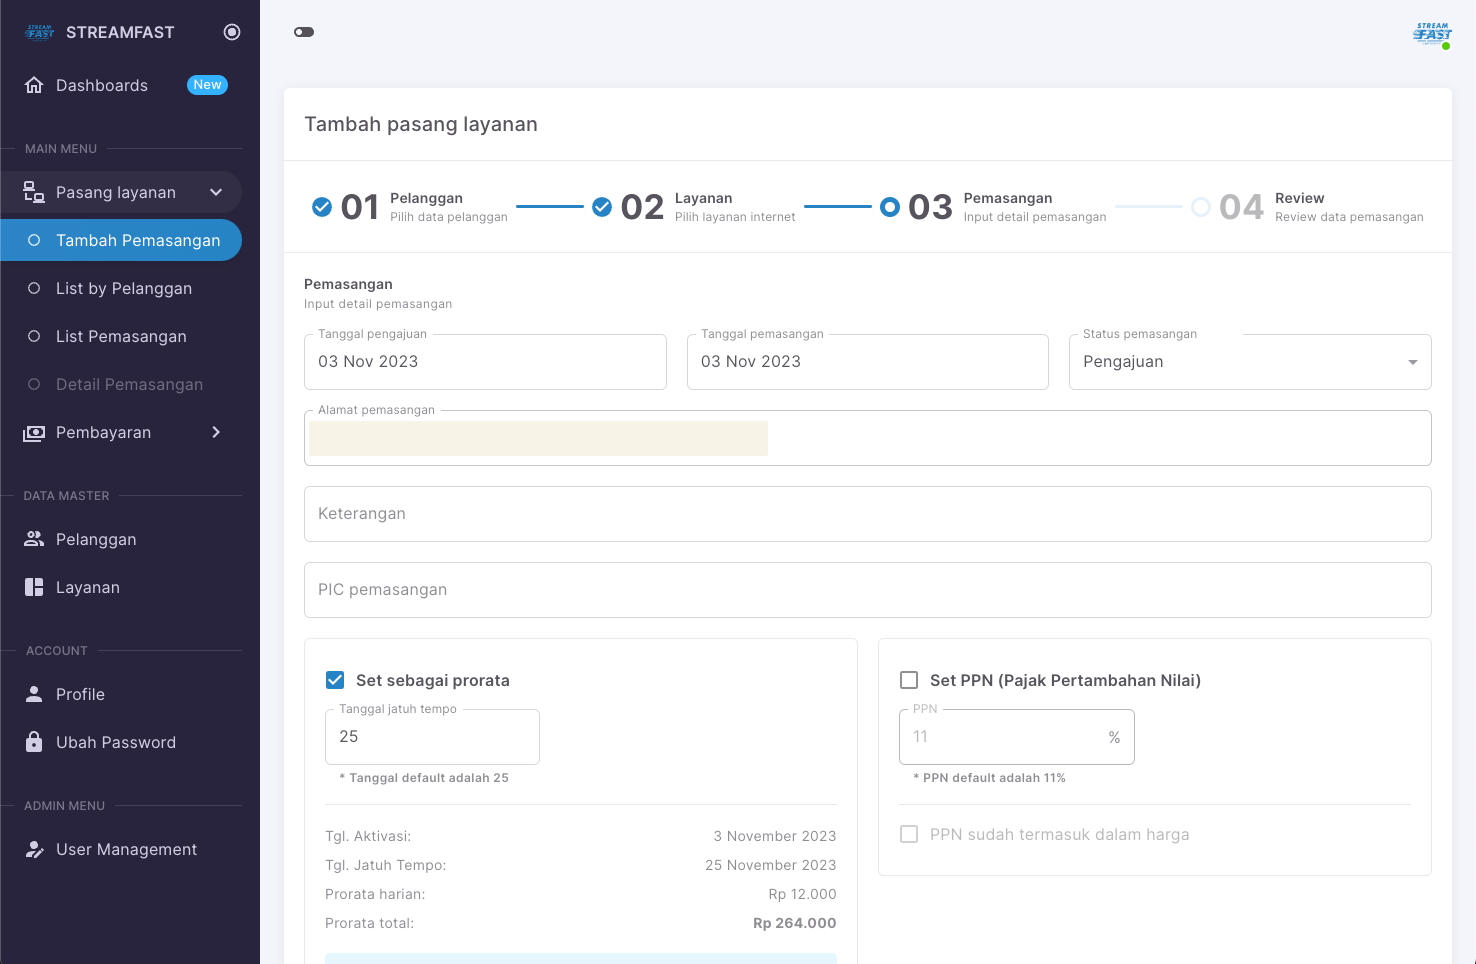 STREAM
FAST
STREAMFAST
Dashboards
New
MAIN MENU
Pasang layanan
Tambah Pemasangan
List by Pelanggan
List Pemasangan
Detail Pemasangan
Pembayaran
DATA MASTER
Pelanggan
Layanan
ACCOUNT
Profile
Ubah Password
ADMIN MENU
User Management
STREAM
FAST
Tambah pasang layanan
01
Pelanggan
Pilih data pelanggan
02
Layanan
Pilih layanan internet
03
Pemasangan
Input detail pemasangan
04
Review
Review data pemasangan
Pemasangan
Input detail pemasangan
Tanggal pengajuan
03 Nov 2023
Tanggal pemasangan
03 Nov 2023
Status pemasangan
Pengajuan
Alamat pemasangan
Keterangan
PIC pemasangan
Set sebagai prorata
Tanggal jatuh tempo
25
* Tanggal default adalah 25
Tgl. Aktivasi: 3 November 2023
Tgl. Jatuh Tempo: 25 November 2023
Prorata harian: Rp 12.000
Prorata total: Rp 264.000
Set PPN (Pajak Pertambahan Nilai)
PPN
11 %
* PPN default adalah 11%
PPN sudah termasuk dalam harga